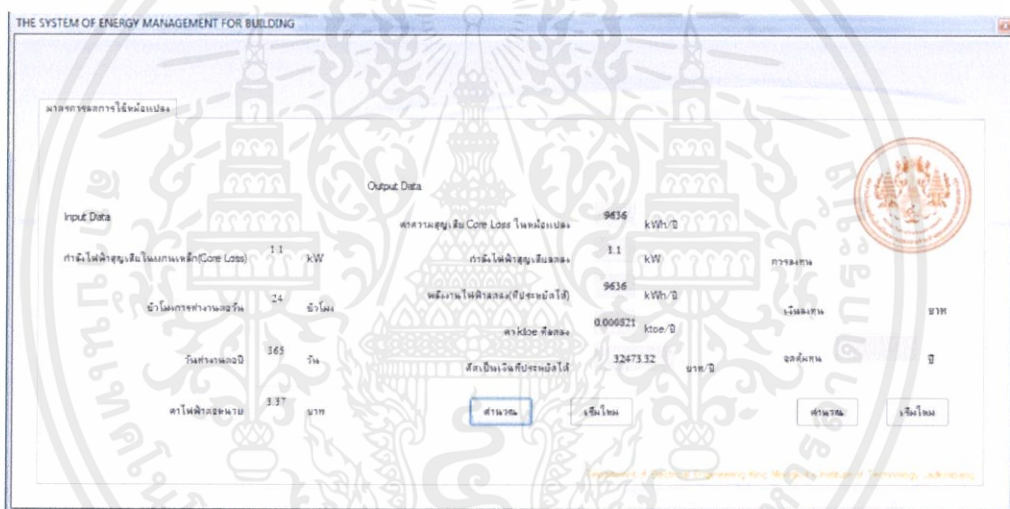 THE SYSTEM OF ENERGY MANAGEMENT FOR BUILDING
มาตรการลดการใช้หม้อแปลง
Input Data
กำลังไฟฟ้าสูญเสียในแกนเหล็ก(Core Loss) 1.1 kW
ชั่วโมงการทำงานต่อวัน 24 ชั่วโมง
วันทำงานต่อปี 365 วัน
ค่าไฟฟ้าต่อหน่วย 3.37 บาท
Output Data
ค่าความสูญเสีย Core Loss ในหม้อแปลง 9636 kWh/ปี
กำลังไฟฟ้าสูญเสียลดลง 1.1 kW
พลังงานไฟฟ้าลดลง(ที่ประหยัดได้) 9636 kWh/ปี
ค่า ktoe ที่ลดลง 0.000821 ktoe/ปี
คิดเป็นเงินที่ประหยัดได้ 32473.32 บาท/ปี
คำนวณ เริ่มใหม่
การลงทุน
เงินลงทุน บาท
จุดคุ้มทุน ปี
คำนวณ เริ่มใหม่
Department of Electrical Engineering King Mongkut's Institute of Technology Ladkrabang